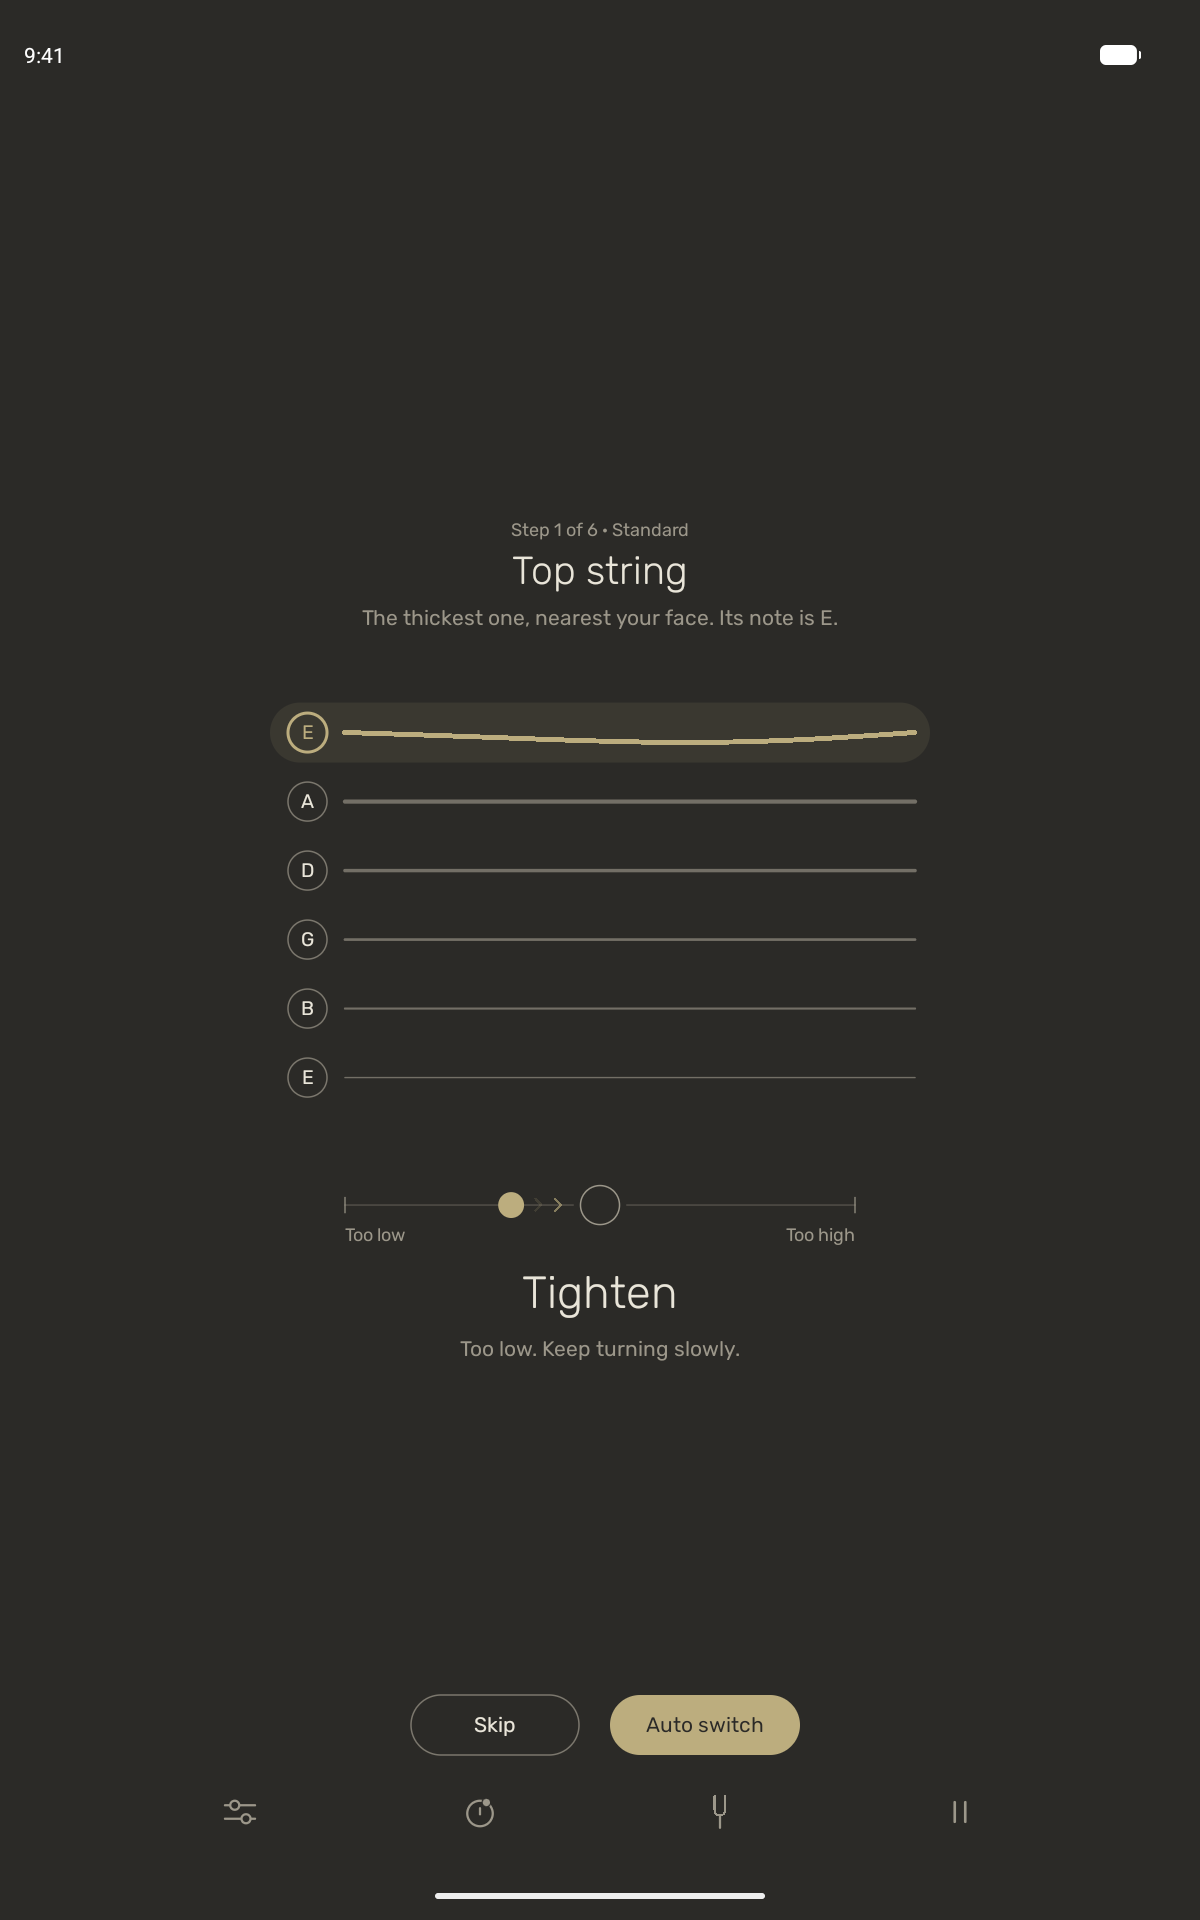 9:41
Step 1 of 6 • Standard
Top string
The thickest one, nearest your face. Its note is E.
E
A
D
G
B
E
Too low
Too high
Tighten
Too low. Keep turning slowly.
Skip
Auto switch